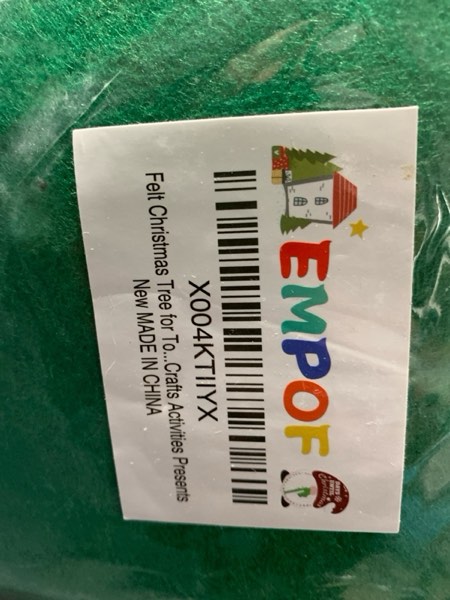 EMPOF
X004KTIIYX
Felt Christmas Tree for To...Crafts Activities Presents
New MADE IN CHINA